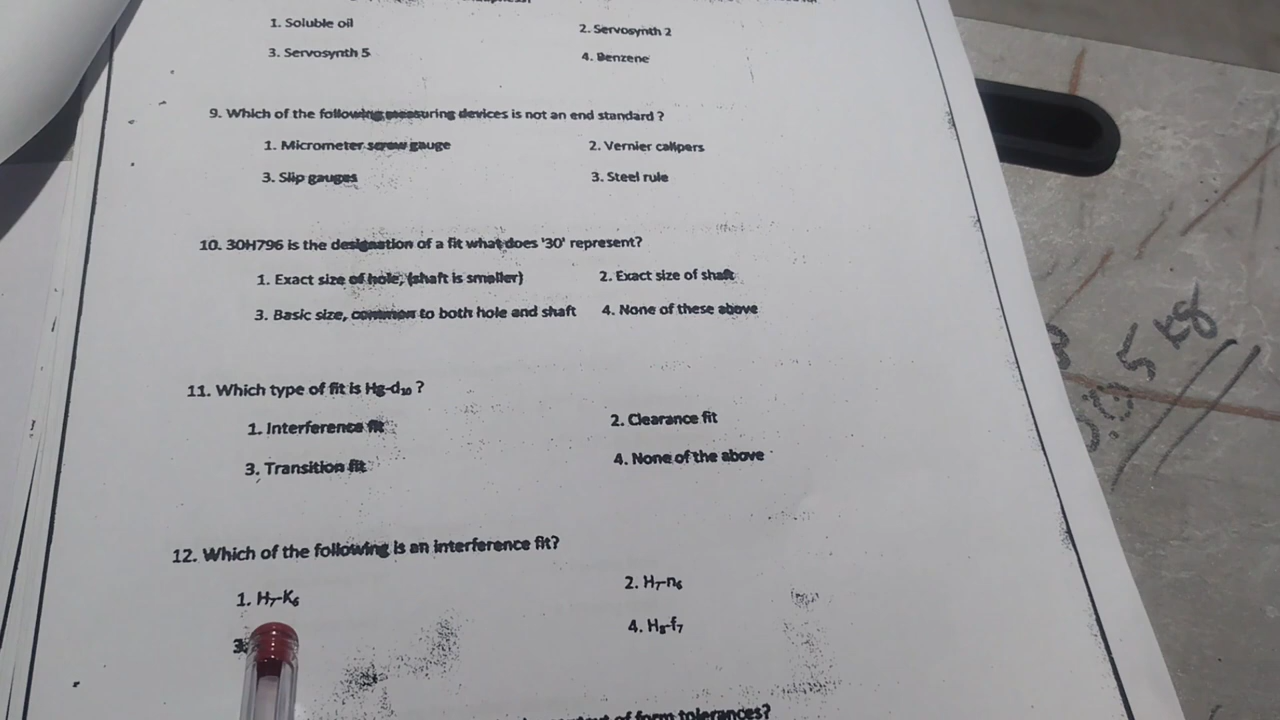 1. Soluble oil
2. Servosynth 2
3. Servosynth 5
4. Benzene
9. Which of the following measuring devices is not an end standard ?
1. Micrometer screw gauge
2. Vernier callpers
3. Slip gauges
3. Steel rule
10. 30H796 is the designation of a fit what does '30' represent?
1. Exact size of hole, (shaft is smaller)
2. Exact size of shaft
3. Basic size, common to both hole and shaft
4. None of these above
11. Which type of fit is Hg-d₁₀ ?
1. Interference fit
2. Clearance fit
3. Transition fit
4. None of the above
12. Which of the following is an interference fit?
1. H₇-K₆
2. H₇-n₆
3.
4. H₈-f₇
of form tolerances?
5 kg